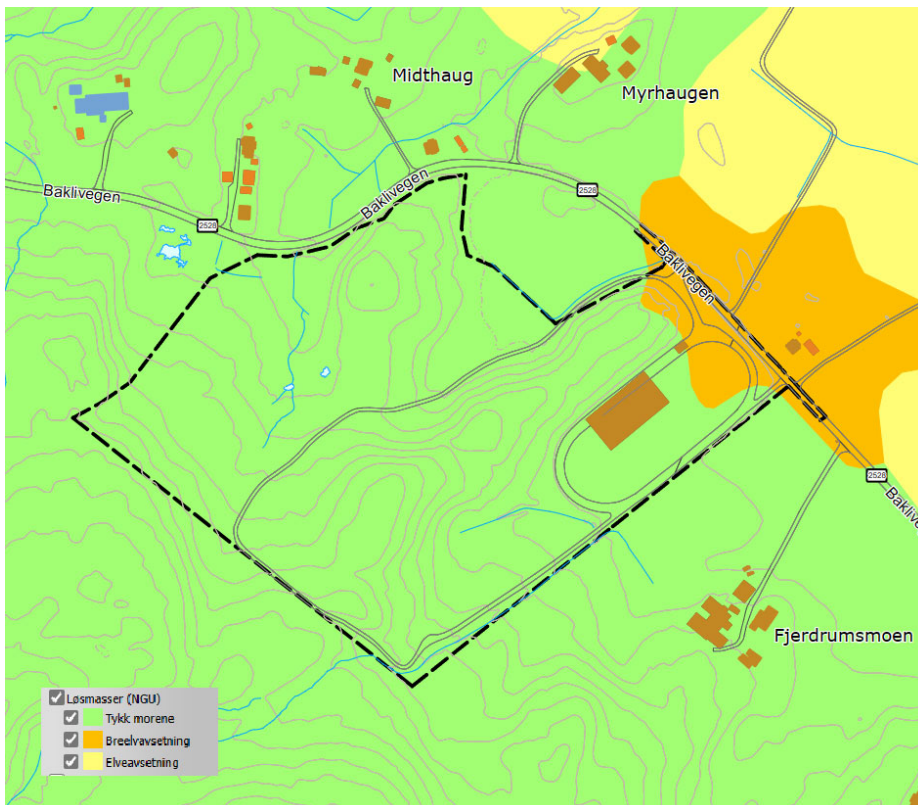 Midthaug
Myrhaugen
Baklivegen
Baklivegen
2528
2528
Baklivegen
2528
Baklive
Fjerdrumsmoen
Løsmasser (NGU)
Tykk morene
Breelvavsetning
Elveavsetning